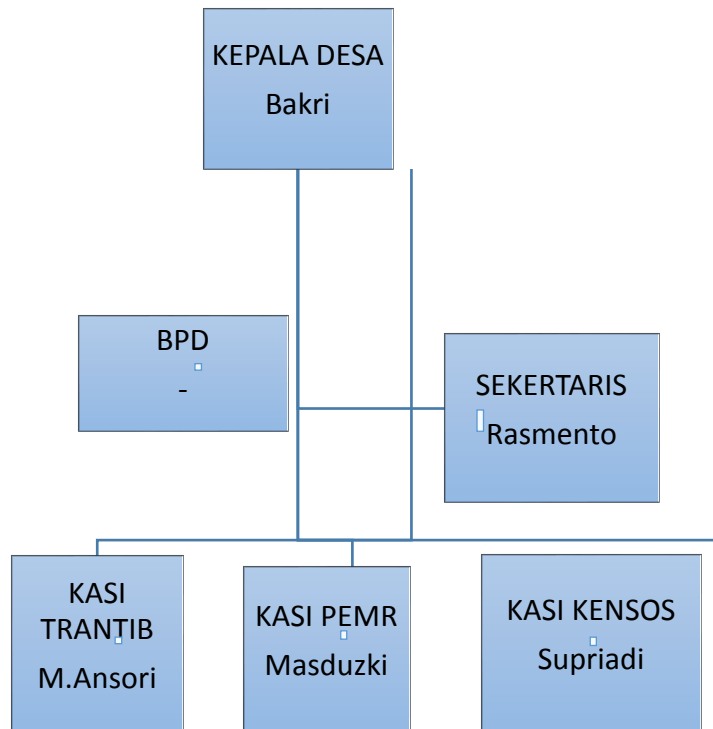 KEPALA DESA
Bakri
BPD
-
SEKERTARIS
Rasmento
KASI
TRANTIB
M.Ansori
KASI PEMR
Masduzki
KASI KENSOS
Supriadi